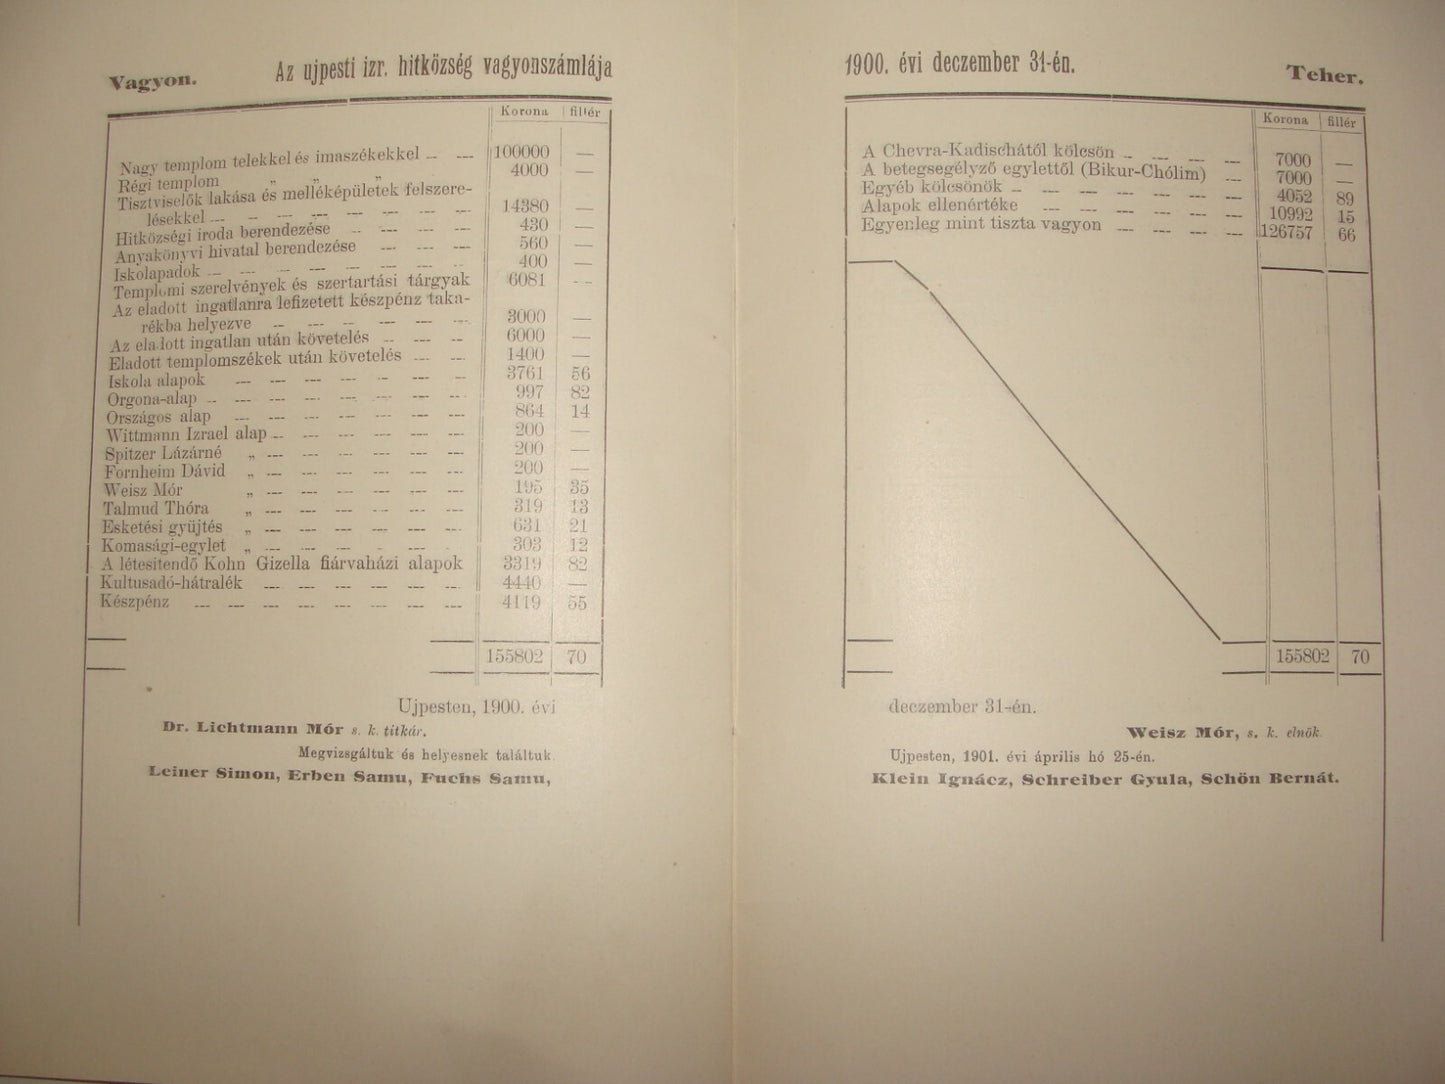 Vagyon. Az ujpesti izr. hitközség vagyonszámlája
Korona fillér
Nagy templom telekkel és imaszékekkel 100000 —
Régi templom „ „ „ 4000 —
Tisztviselők lakása és melléképületek felszere-
lésekkel 14380 —
Hitközségi iroda berendezése 430 —
Anyakönyvi hivatal berendezése 560 —
Iskolapadok 400 —
Templomi szerelvények és szertartási tárgyak 6081 —
Az eladott ingatlanra lefizetett készpénz taka-
rékba helyezve 3000 —
Az eladott ingatlan után követelés 6000 —
Eladott templomszékek után követelés 1400 —
Iskola alapok 3761 56
Orgona-alap 997 82
Országos alap 864 14
Wittmann Izrael alap 200 —
Spitzer Lázárné „ 200 —
Fornheim Dávid „ 200 —
Weisz Mór „ 195 35
Talmud Thóra „ 319 13
Esketési gyüjtés „ 631 21
Komasági-egylet „ 303 12
A létesitendő Kohn Gizella fiárvaházi alapok 3319 82
Kultusadó-hátralék 4440 —
Készpénz 4119 55
155802 70
Ujpesten, 1900. évi
Dr. Lichtmann Mór s. k. titkár.
Megvizsgáltuk és helyesnek találtuk
Leiner Simon, Erben Samu, Fuchs Samu,
1900. évi deczember 31-én. Teher.
Korona fillér
A Chevra-Kadischától kölcsön 7000 —
A betegsegélyző egylettől (Bikur-Chólim) 7000 —
Egyéb kölcsönök 4052 89
Alapok ellenértéke 10992 15
Egyenleg mint tiszta vagyon 126757 66
155802 70
deczember 31-én.
Weisz Mór, s. k. elnök
Ujpesten, 1901. évi április hó 25-én.
Klein Ignácz, Schreiber Gyula, Schön Bernát.